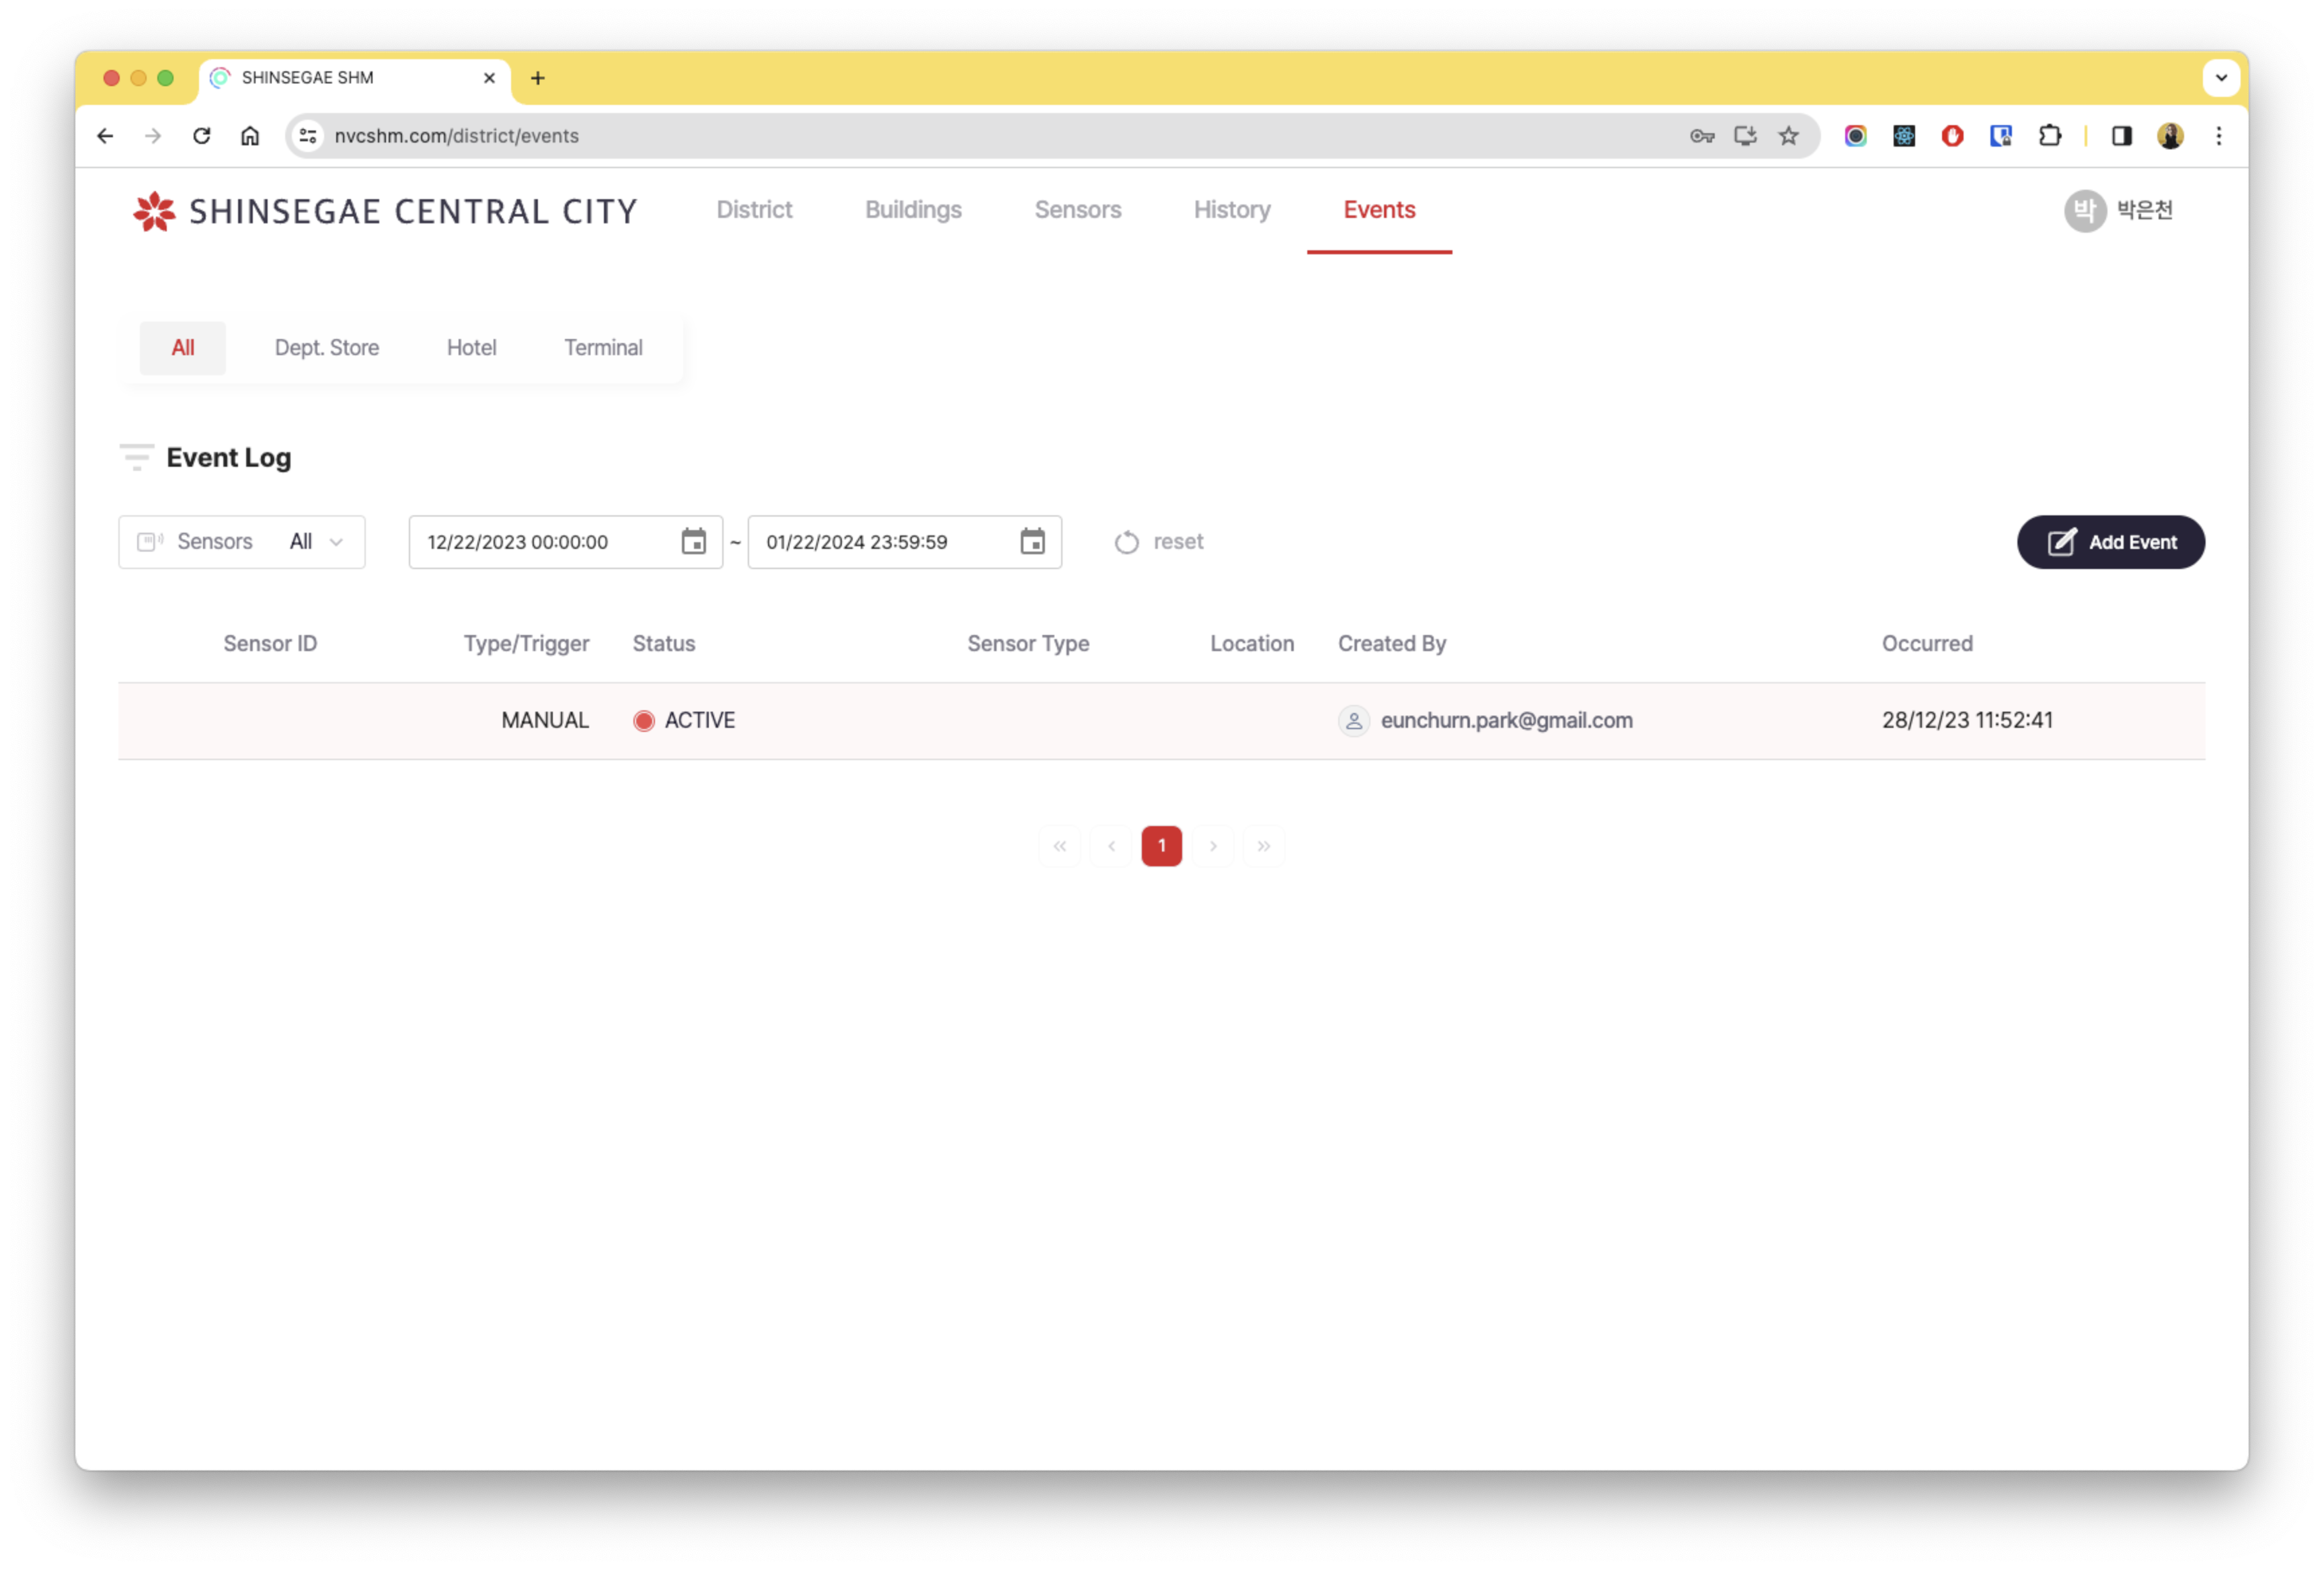 SHINSEGAE SHM
nvcshm.com/district/events
SHINSEGAE CENTRAL CITY District Buildings Sensors History Events 박 박은천
All Dept. Store Hotel Terminal
Event Log
Sensors All 12/22/2023 00:00:00 ~ 01/22/2024 23:59:59 reset Add Event
Sensor ID Type/Trigger Status Sensor Type Location Created By Occurred
MANUAL ACTIVE eunchurn.park@gmail.com 28/12/23 11:52:41
« ‹ 1 › »